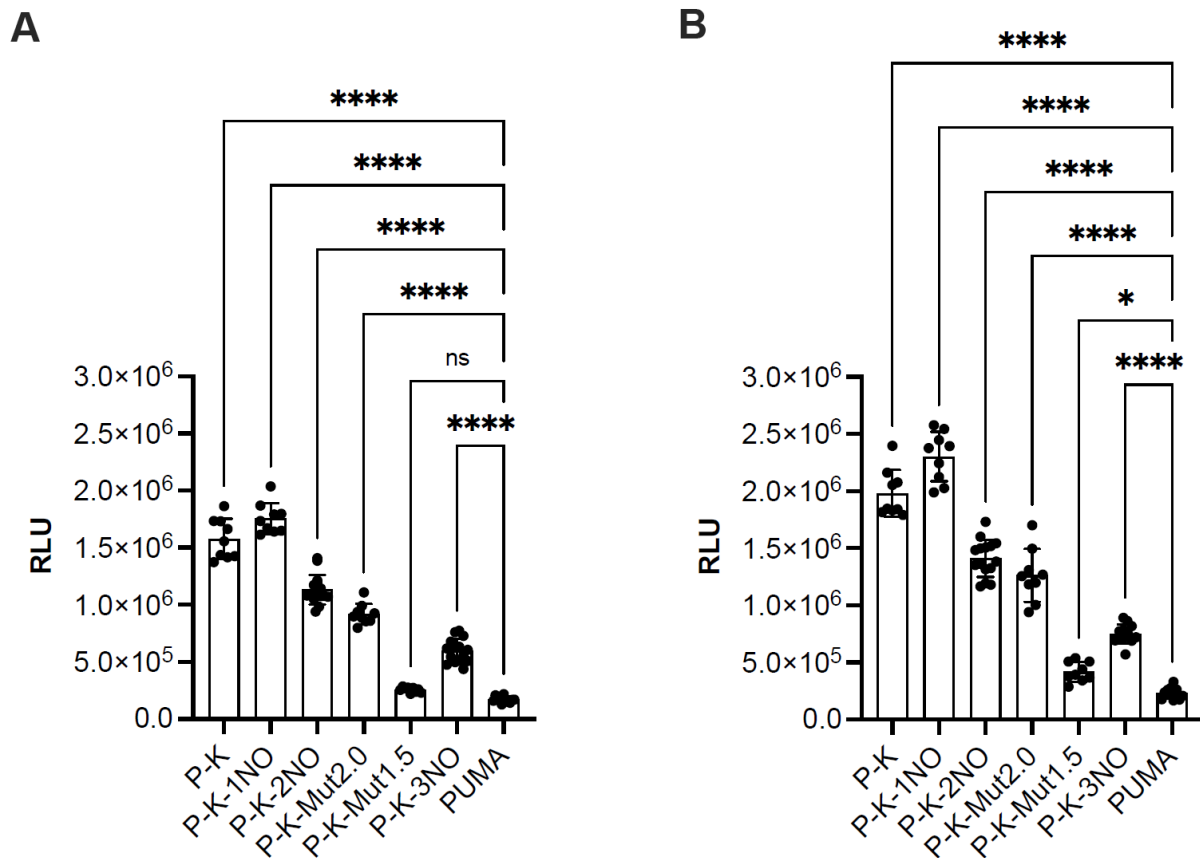 A
****
****
****
****
ns
****
3.0×10⁶
2.5×10⁶
2.0×10⁶
1.5×10⁶
1.0×10⁶
5.0×10⁵
0.0
RLU
P-K
P-K-1NO
P-K-2NO
P-K-Mut2.0
P-K-Mut1.5
P-K-3NO
PUMA
B
****
****
****
****
*
****
3.0×10⁶
2.5×10⁶
2.0×10⁶
1.5×10⁶
1.0×10⁶
5.0×10⁵
0.0
RLU
P-K
P-K-1NO
P-K-2NO
P-K-Mut2.0
P-K-Mut1.5
P-K-3NO
PUMA